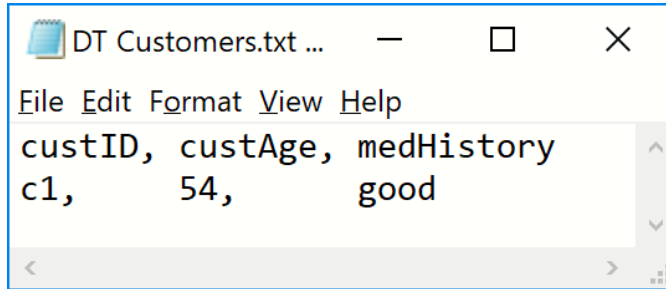 DT Customers.txt ...
File Edit Format View Help
custID, custAge, medHistory
c1, 54, good